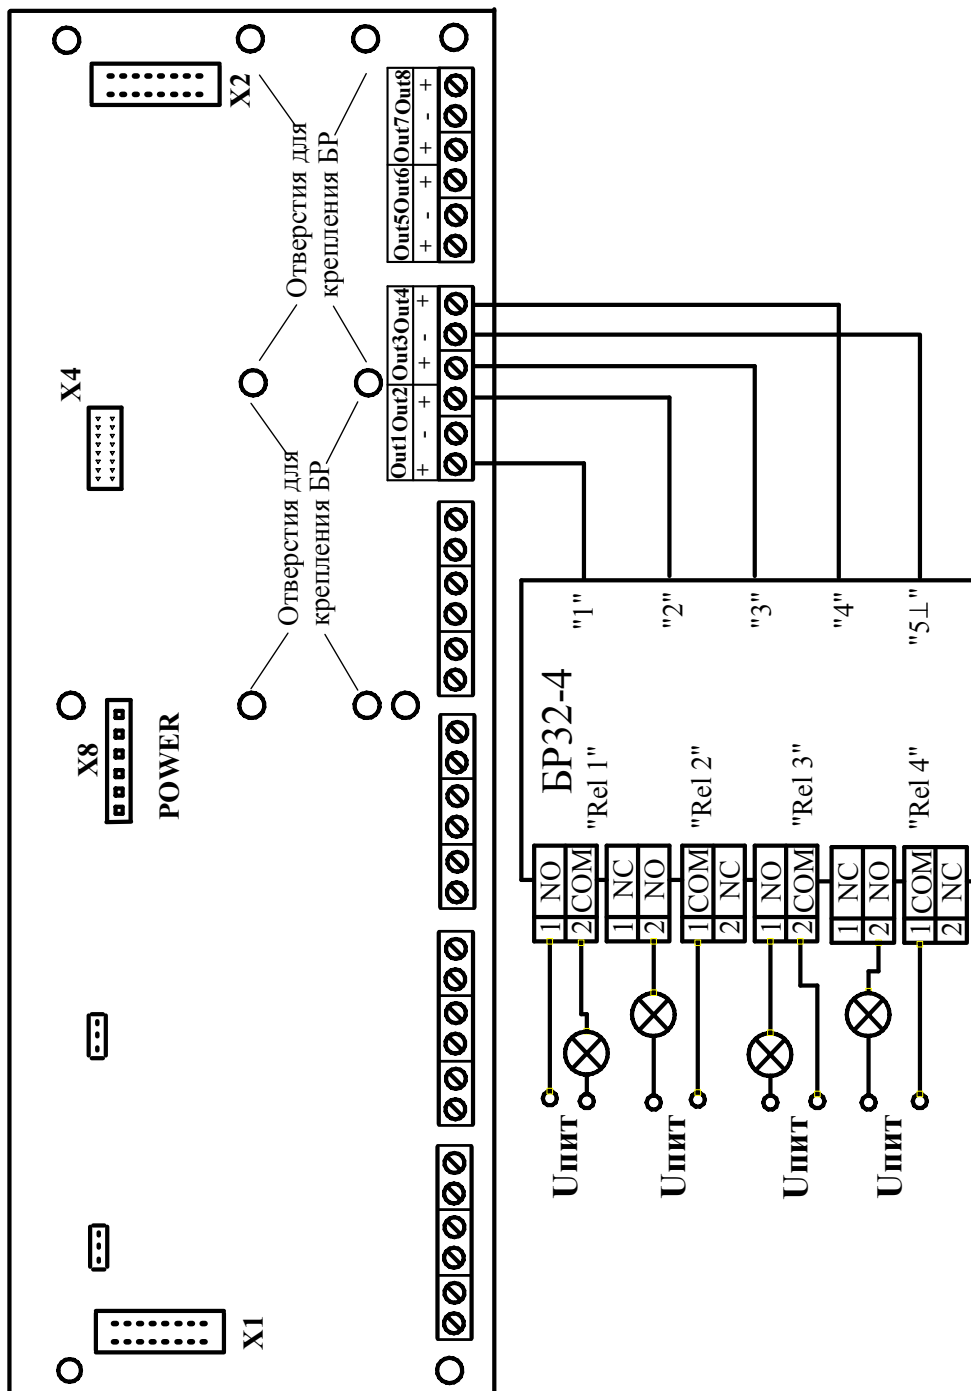 X2
X4
X8
POWER
X1
Отверстия для
крепления БР
Отверстия для
крепления БР
Out1 Out2 Out3 Out4
+ - + + - +
Out5 Out6 Out7 Out8
+ - + + - +
"1"
"2"
"3"
"4"
"5⊥"
БР32-4
"Rel 1"
"Rel 2"
"Rel 3"
"Rel 4"
1 NO
2 COM
1 NC
2 NO
1 COM
2 NC
1 NO
2 COM
1 NC
2 NO
1 COM
2 NC
Uпит
Uпит
Uпит
Uпит